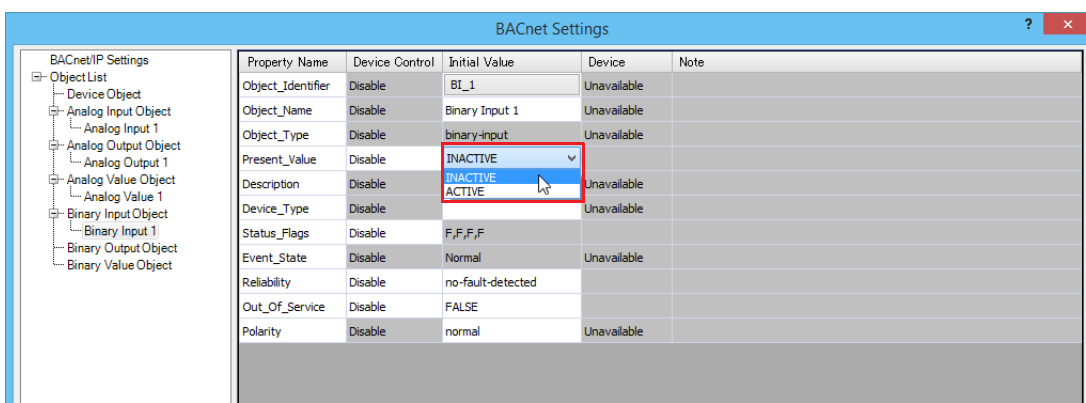 BACnet Settings
?
×
BACnet/IP Settings
Object List
Device Object
Analog Input Object
Analog Input 1
Analog Output Object
Analog Output 1
Analog Value Object
Analog Value 1
Binary Input Object
Binary Input 1
Binary Output Object
Binary Value Object
Property Name Device Control Initial Value Device Note
Object_Identifier Disable BI_1 Unavailable
Object_Name Disable Binary Input 1 Unavailable
Object_Type Disable binary-input Unavailable
Present_Value Disable INACTIVE
INACTIVE
ACTIVE
Description Disable Unavailable
Device_Type Disable Unavailable
Status_Flags Disable F,F,F,F
Event_State Disable Normal Unavailable
Reliability Disable no-fault-detected
Out_Of_Service Disable FALSE
Polarity Disable normal Unavailable